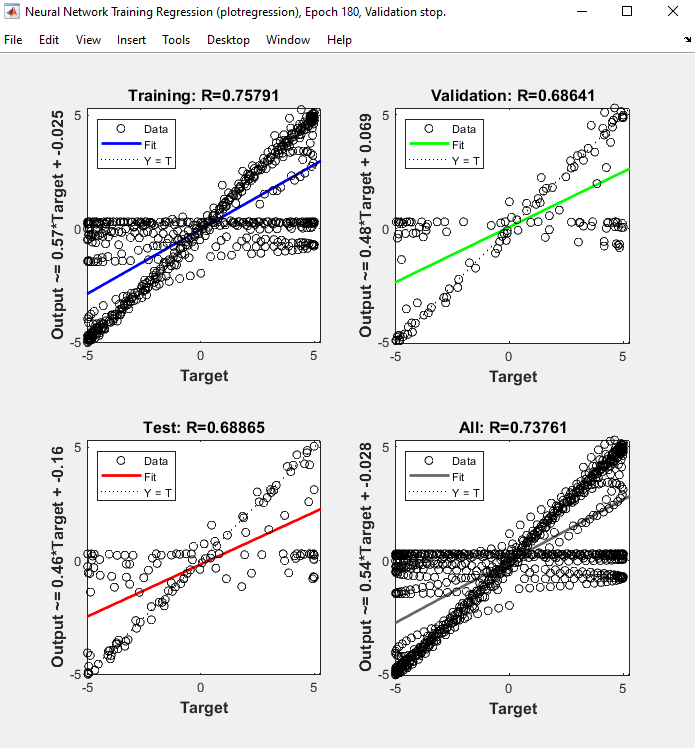 Neural Network Training Regression (plotregression), Epoch 180, Validation stop.
File Edit View Insert Tools Desktop Window Help
Training: R=0.75791
Output ~= 0.57*Target + -0.025
Data
Fit
Y = T
5
0
-5
-5 0 5
Target
Validation: R=0.68641
Output ~= 0.48*Target + 0.069
Data
Fit
Y = T
5
0
-5
-5 0 5
Target
Test: R=0.68865
Output ~= 0.46*Target + -0.16
Data
Fit
Y = T
5
0
-5
-5 0 5
Target
All: R=0.73761
Output ~= 0.54*Target + -0.028
Data
Fit
Y = T
5
0
-5
-5 0 5
Target